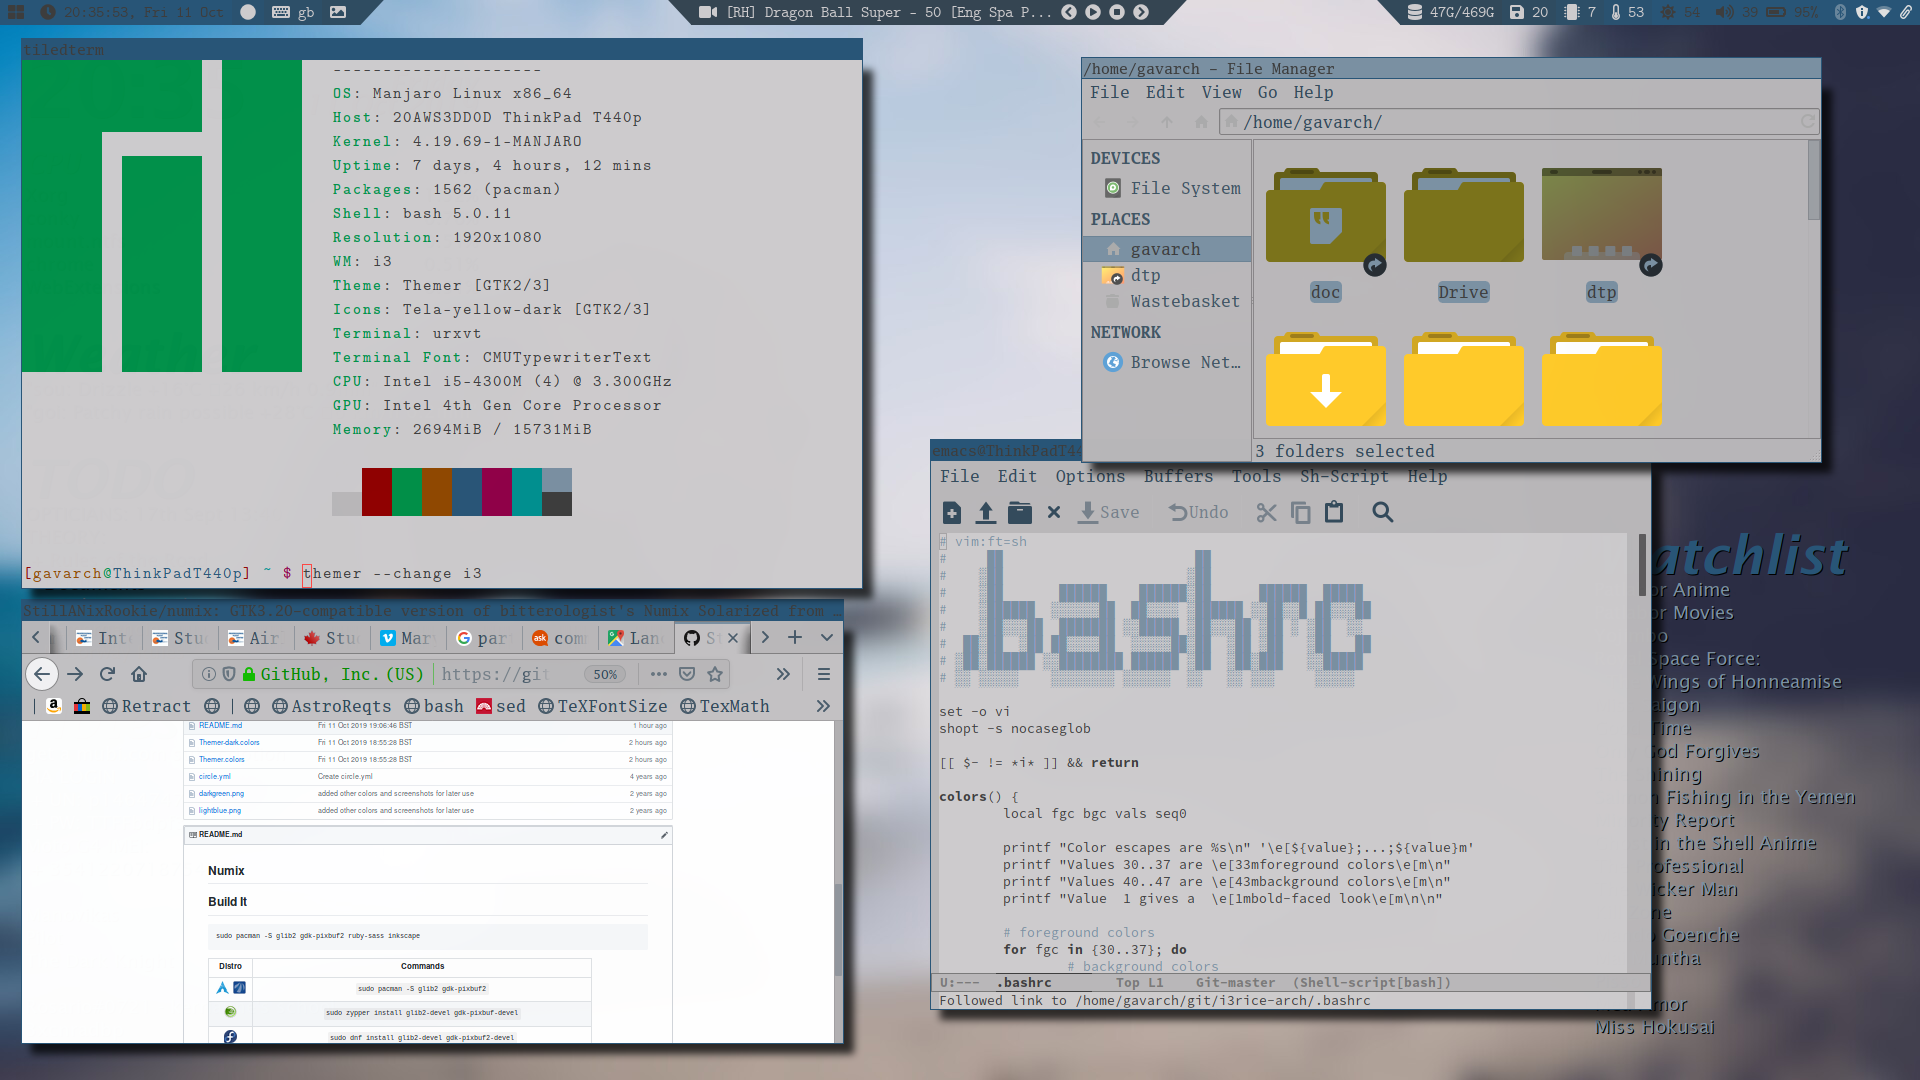 20:35:53, Fri 11 Oct
gb
[RH] Dragon Ball Super - 50 [Eng Spa P...
47G/469G
20
7
53
54
39
95%
tiledterm
---------------------
OS: Manjaro Linux x86_64
Host: 20AWS3DD0D ThinkPad T440p
Kernel: 4.19.69-1-MANJARO
Uptime: 7 days, 4 hours, 12 mins
Packages: 1562 (pacman)
Shell: bash 5.0.11
Resolution: 1920x1080
WM: i3
Theme: Themer [GTK2/3]
Icons: Tela-yellow-dark [GTK2/3]
Terminal: urxvt
Terminal Font: CMUTypewriterText
CPU: Intel i5-4300M (4) @ 3.300GHz
GPU: Intel 4th Gen Core Processor
Memory: 2694MiB / 15731MiB
Weather
TODO
[gavarch@ThinkPadT440p] ~ $ themer --change i3
/home/gavarch - File Manager
File Edit View Go Help
/home/gavarch/
DEVICES
File System
PLACES
gavarch
dtp
Wastebasket
NETWORK
Browse Net...
doc
Drive
dtp
3 folders selected
StillANixRookie/numix: GTK3.20-compatible version of bitterologist's Numix Solarized from ...
Int
Stu
Air
Stu
Mar
par
com
Lan
St
GitHub, Inc. (US)
https://git
50%
Retract
AstroReqts
bash
sed
TeXFontSize
TexMath
README.md Fri 11 Oct 2019 19:06:46 BST 1 hour ago
Themer-dark.colors Fri 11 Oct 2019 18:55:28 BST 2 hours ago
Themer.colors Fri 11 Oct 2019 18:55:28 BST 2 hours ago
circle.yml Create circle.yml 4 years ago
darkgreen.png added other colors and screenshots for later use 2 years ago
lightblue.png added other colors and screenshots for later use 2 years ago
README.md
Numix
Build It
sudo pacman -S glib2 gdk-pixbuf2 ruby-sass inkscape
Distro Commands
sudo pacman -S glib2 gdk-pixbuf2
sudo zypper install glib2-devel gdk-pixbuf-devel
sudo dnf install glib2-devel gdk-pixbuf2-devel
emacs@ThinkPadT44
File Edit Options Buffers Tools Sh-Script Help
Save
Undo
# vim:ft=sh
.bashrc
set -o vi
shopt -s nocaseglob
[[ $- != *i* ]] && return
colors() {
local fgc bgc vals seq0
printf "Color escapes are %s\n" '\e[${value};...;${value}m'
printf "Values 30..37 are \e[33mforeground colors\e[m\n"
printf "Values 40..47 are \e[43mbackground colors\e[m\n"
printf "Value  1 gives a  \e[1mbold-faced look\e[m\n\n"
# foreground colors
for fgc in {30..37}; do
# background colors
U:--- .bashrc Top L1 Git-master (Shell-script[bash])
Followed link to /home/gavarch/git/i3rice-arch/.bashrc
atchlist
or Anime
or Movies
oo
Space Force:
Wings of Honneamise
aigon
Time
God Forgives
ining
n Fishing in the Yemen
ty Report
in the Shell Anime
ofessional
icker Man
ne
o Goenche
antha
mor
Miss Hokusai